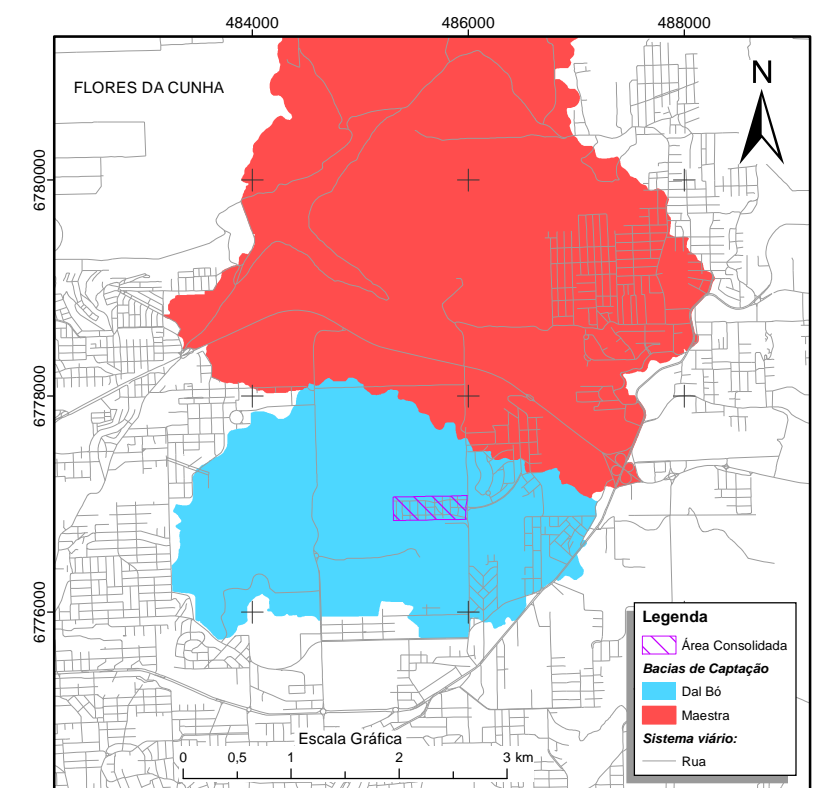 484000 486000 488000
FLORES DA CUNHA
N
6780000
6778000
6776000
Legenda
Área Consolidada
Bacias de Captação
Dal Bó
Maestra
Sistema viário:
Rua
Escala Gráfica
0 0,5 1 2 3 km